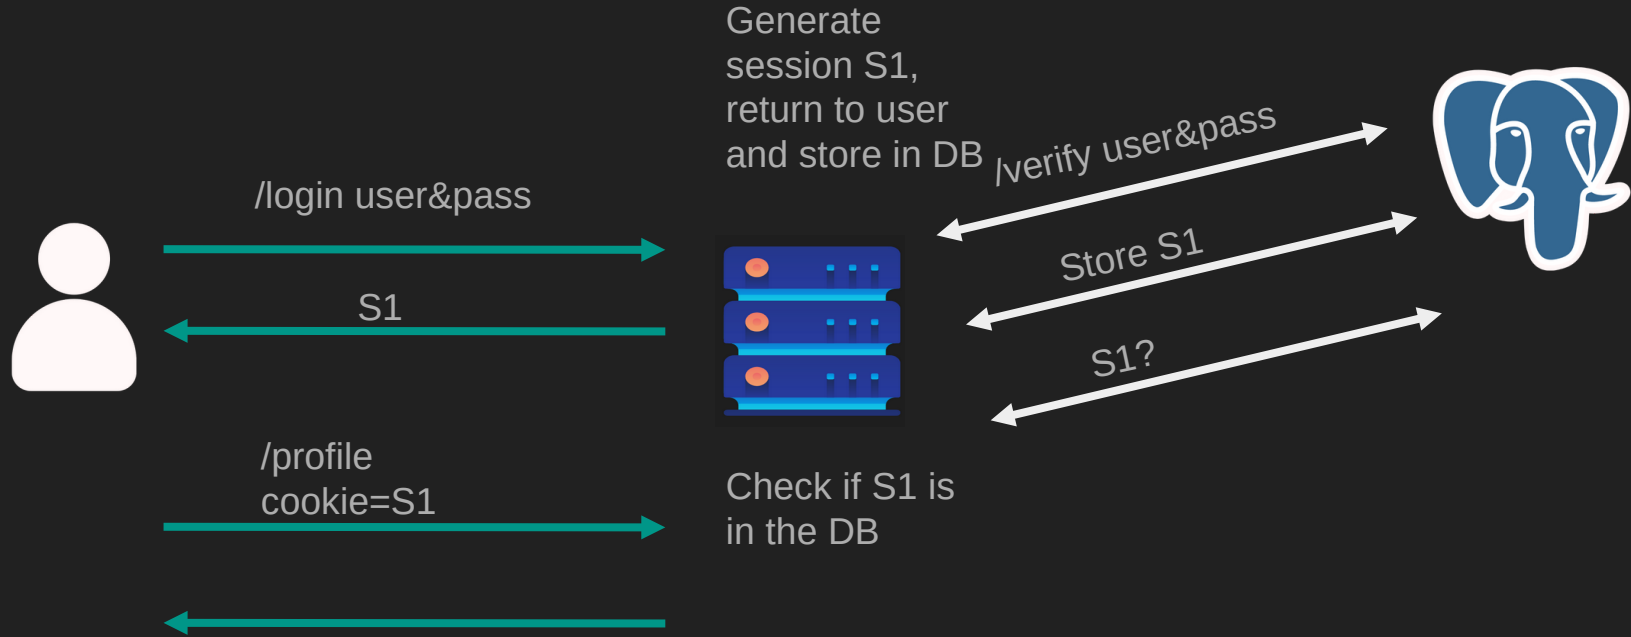 Generate
session S1,
return to user
and store in DB
/verify user&pass
/login user&pass
Store S1
S1
S1?
/profile
cookie=S1
Check if S1 is
in the DB